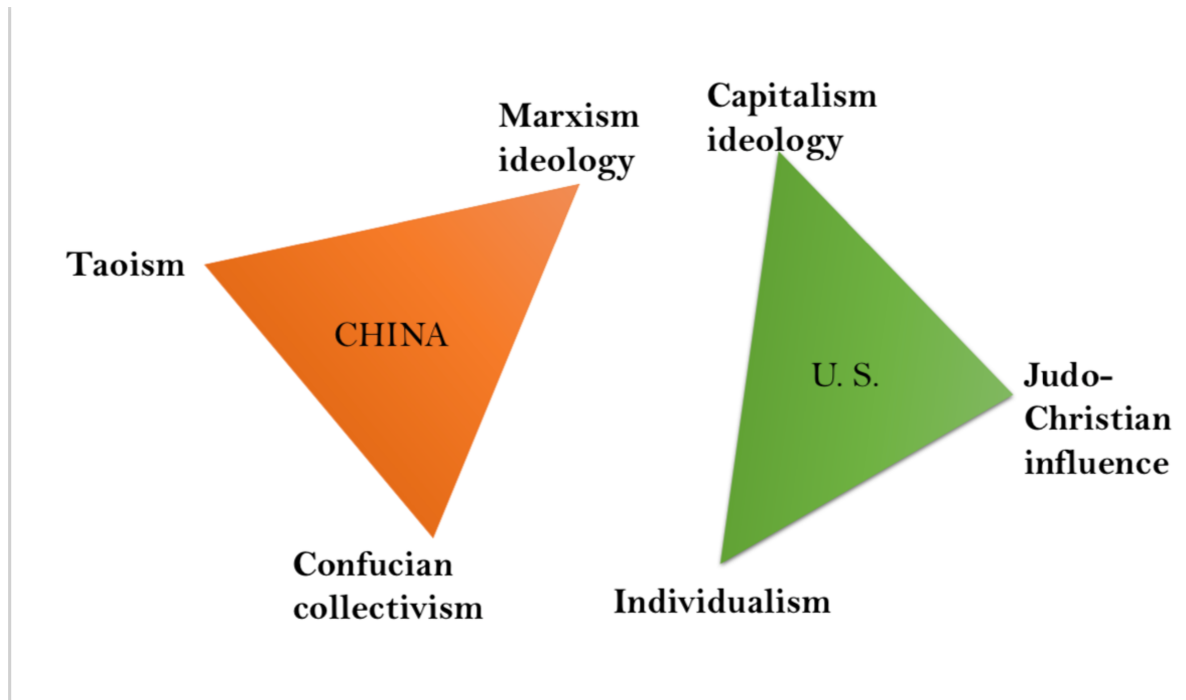 Marxism
ideology
Taoism
CHINA
Confucian
collectivism
Capitalism
ideology
U. S.
Judo-
Christian
influence
Individualism